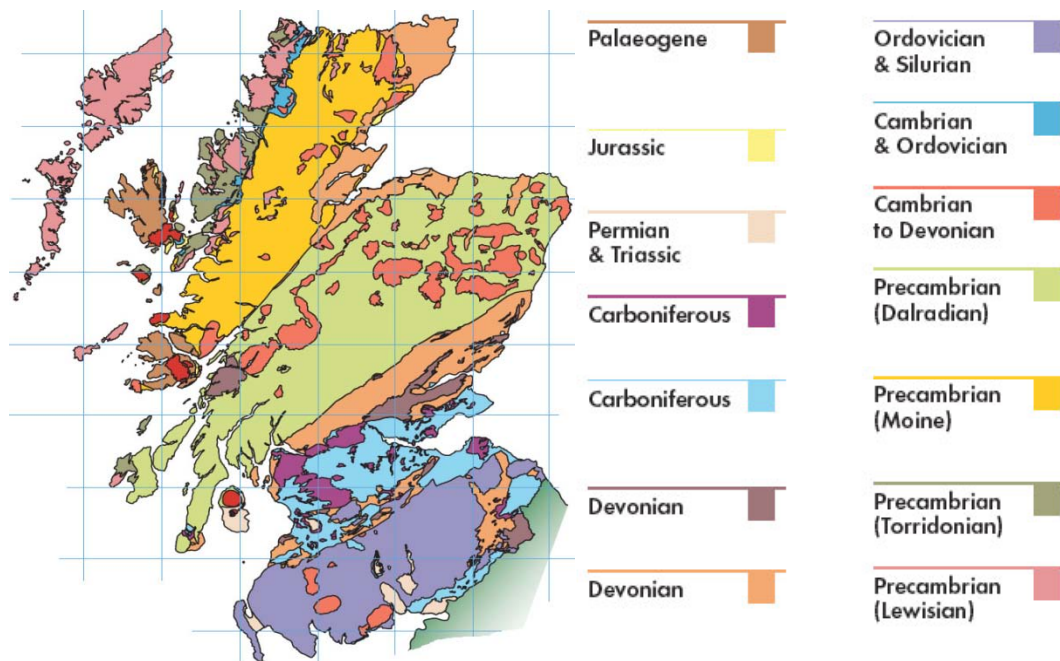 Palaeogene
Jurassic
Permian
& Triassic
Carboniferous
Carboniferous
Devonian
Devonian
Ordovician
& Silurian
Cambrian
& Ordovician
Cambrian
to Devonian
Precambrian
(Dalradian)
Precambrian
(Moine)
Precambrian
(Torridonian)
Precambrian
(Lewisian)